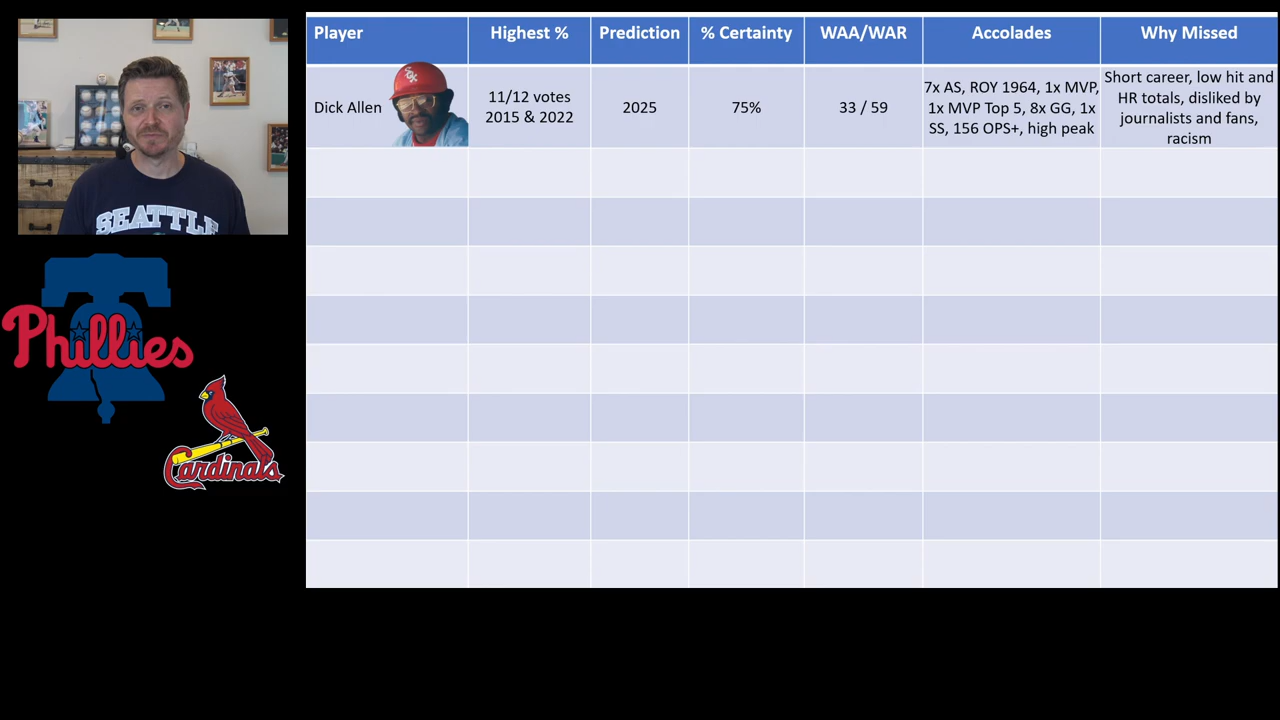 Player
Highest %
Prediction
% Certainty
WAA/WAR
Accolades
Why Missed
Dick Allen
11/12 votes
2015 & 2022
2025
75%
33 / 59
7x AS, ROY 1964, 1x MVP,
1x MVP Top 5, 8x GG, 1x
SS, 156 OPS+, high peak
Short career, low hit and
HR totals, disliked by
journalists and fans,
racism
SEATTLE
Phillies
Cardinals